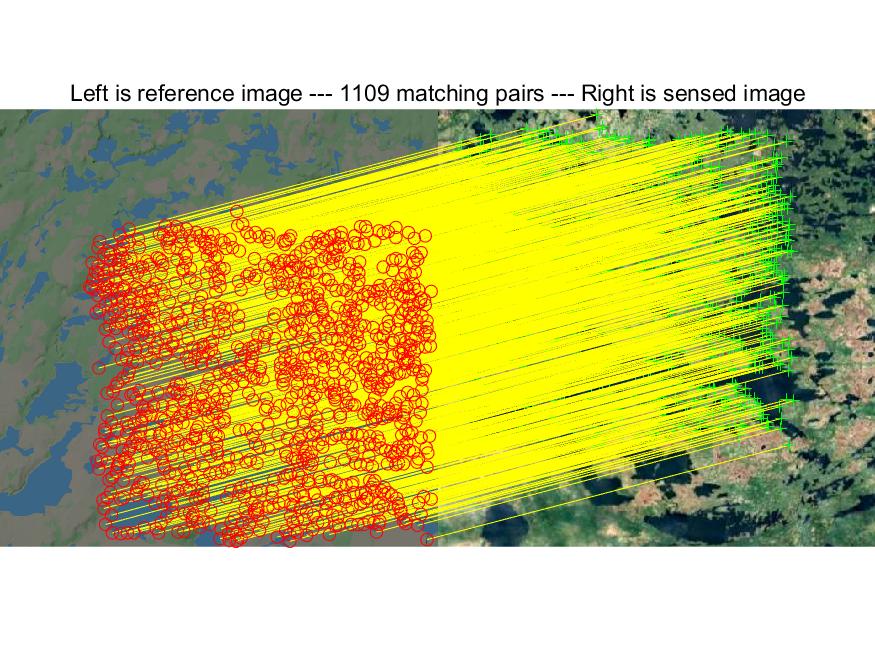 Left is reference image --- 1109 matching pairs --- Right is sensed image